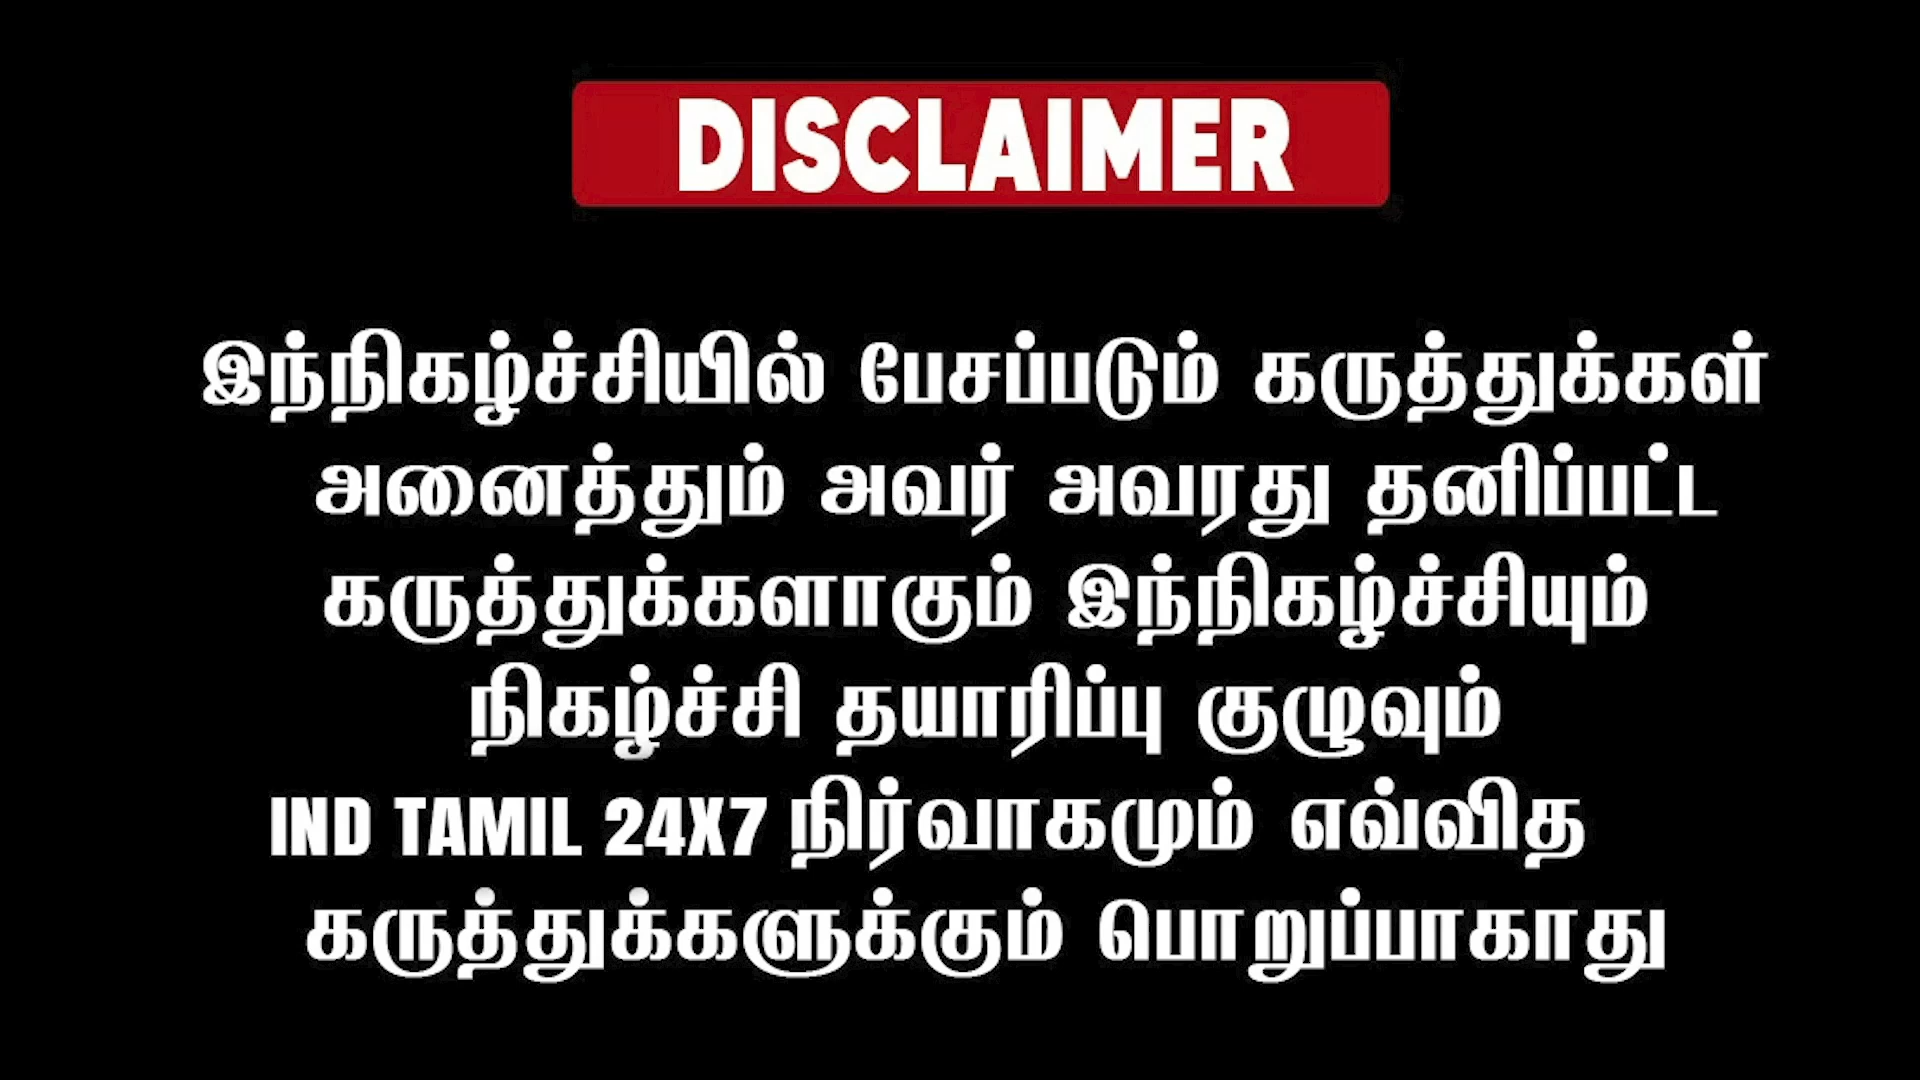 DISCLAIMER
இந்நிகழ்ச்சியில் பேசப்படும் கருத்துக்கள்
அனைத்தும் அவர் அவரது தனிப்பட்ட
கருத்துக்களாகும் இந்நிகழ்ச்சியும்
நிகழ்ச்சி தயாரிப்பு குழுவும்
IND TAMIL 24X7 நிர்வாகமும் எவ்வித
கருத்துக்களுக்கும் பொறுப்பாகாது